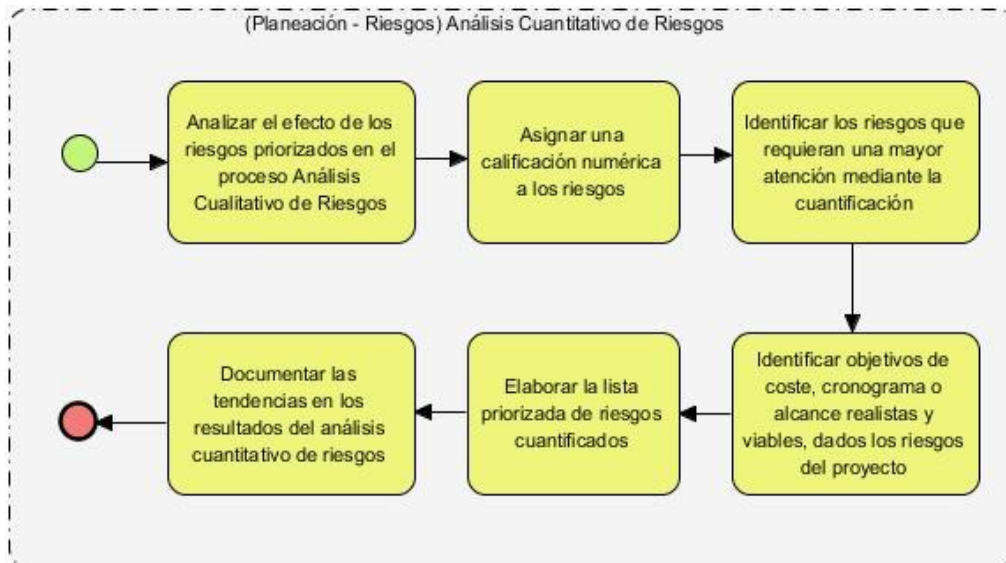 (Planeación - Riesgos) Análisis Cuantitativo de Riesgos
Analizar el efecto de los
riesgos priorizados en el
proceso Análisis
Cualitativo de Riesgos
Asignar una
calificación numérica
a los riesgos
Identificar los riesgos que
requieran una mayor
atención mediante la
cuantificación
Identificar objetivos de
coste, cronograma o
alcance realistas y
viables, dados los riesgos
del proyecto
Elaborar la lista
priorizada de riesgos
cuantificados
Documentar las
tendencias en los
resultados del análisis
cuantitativo de riesgos